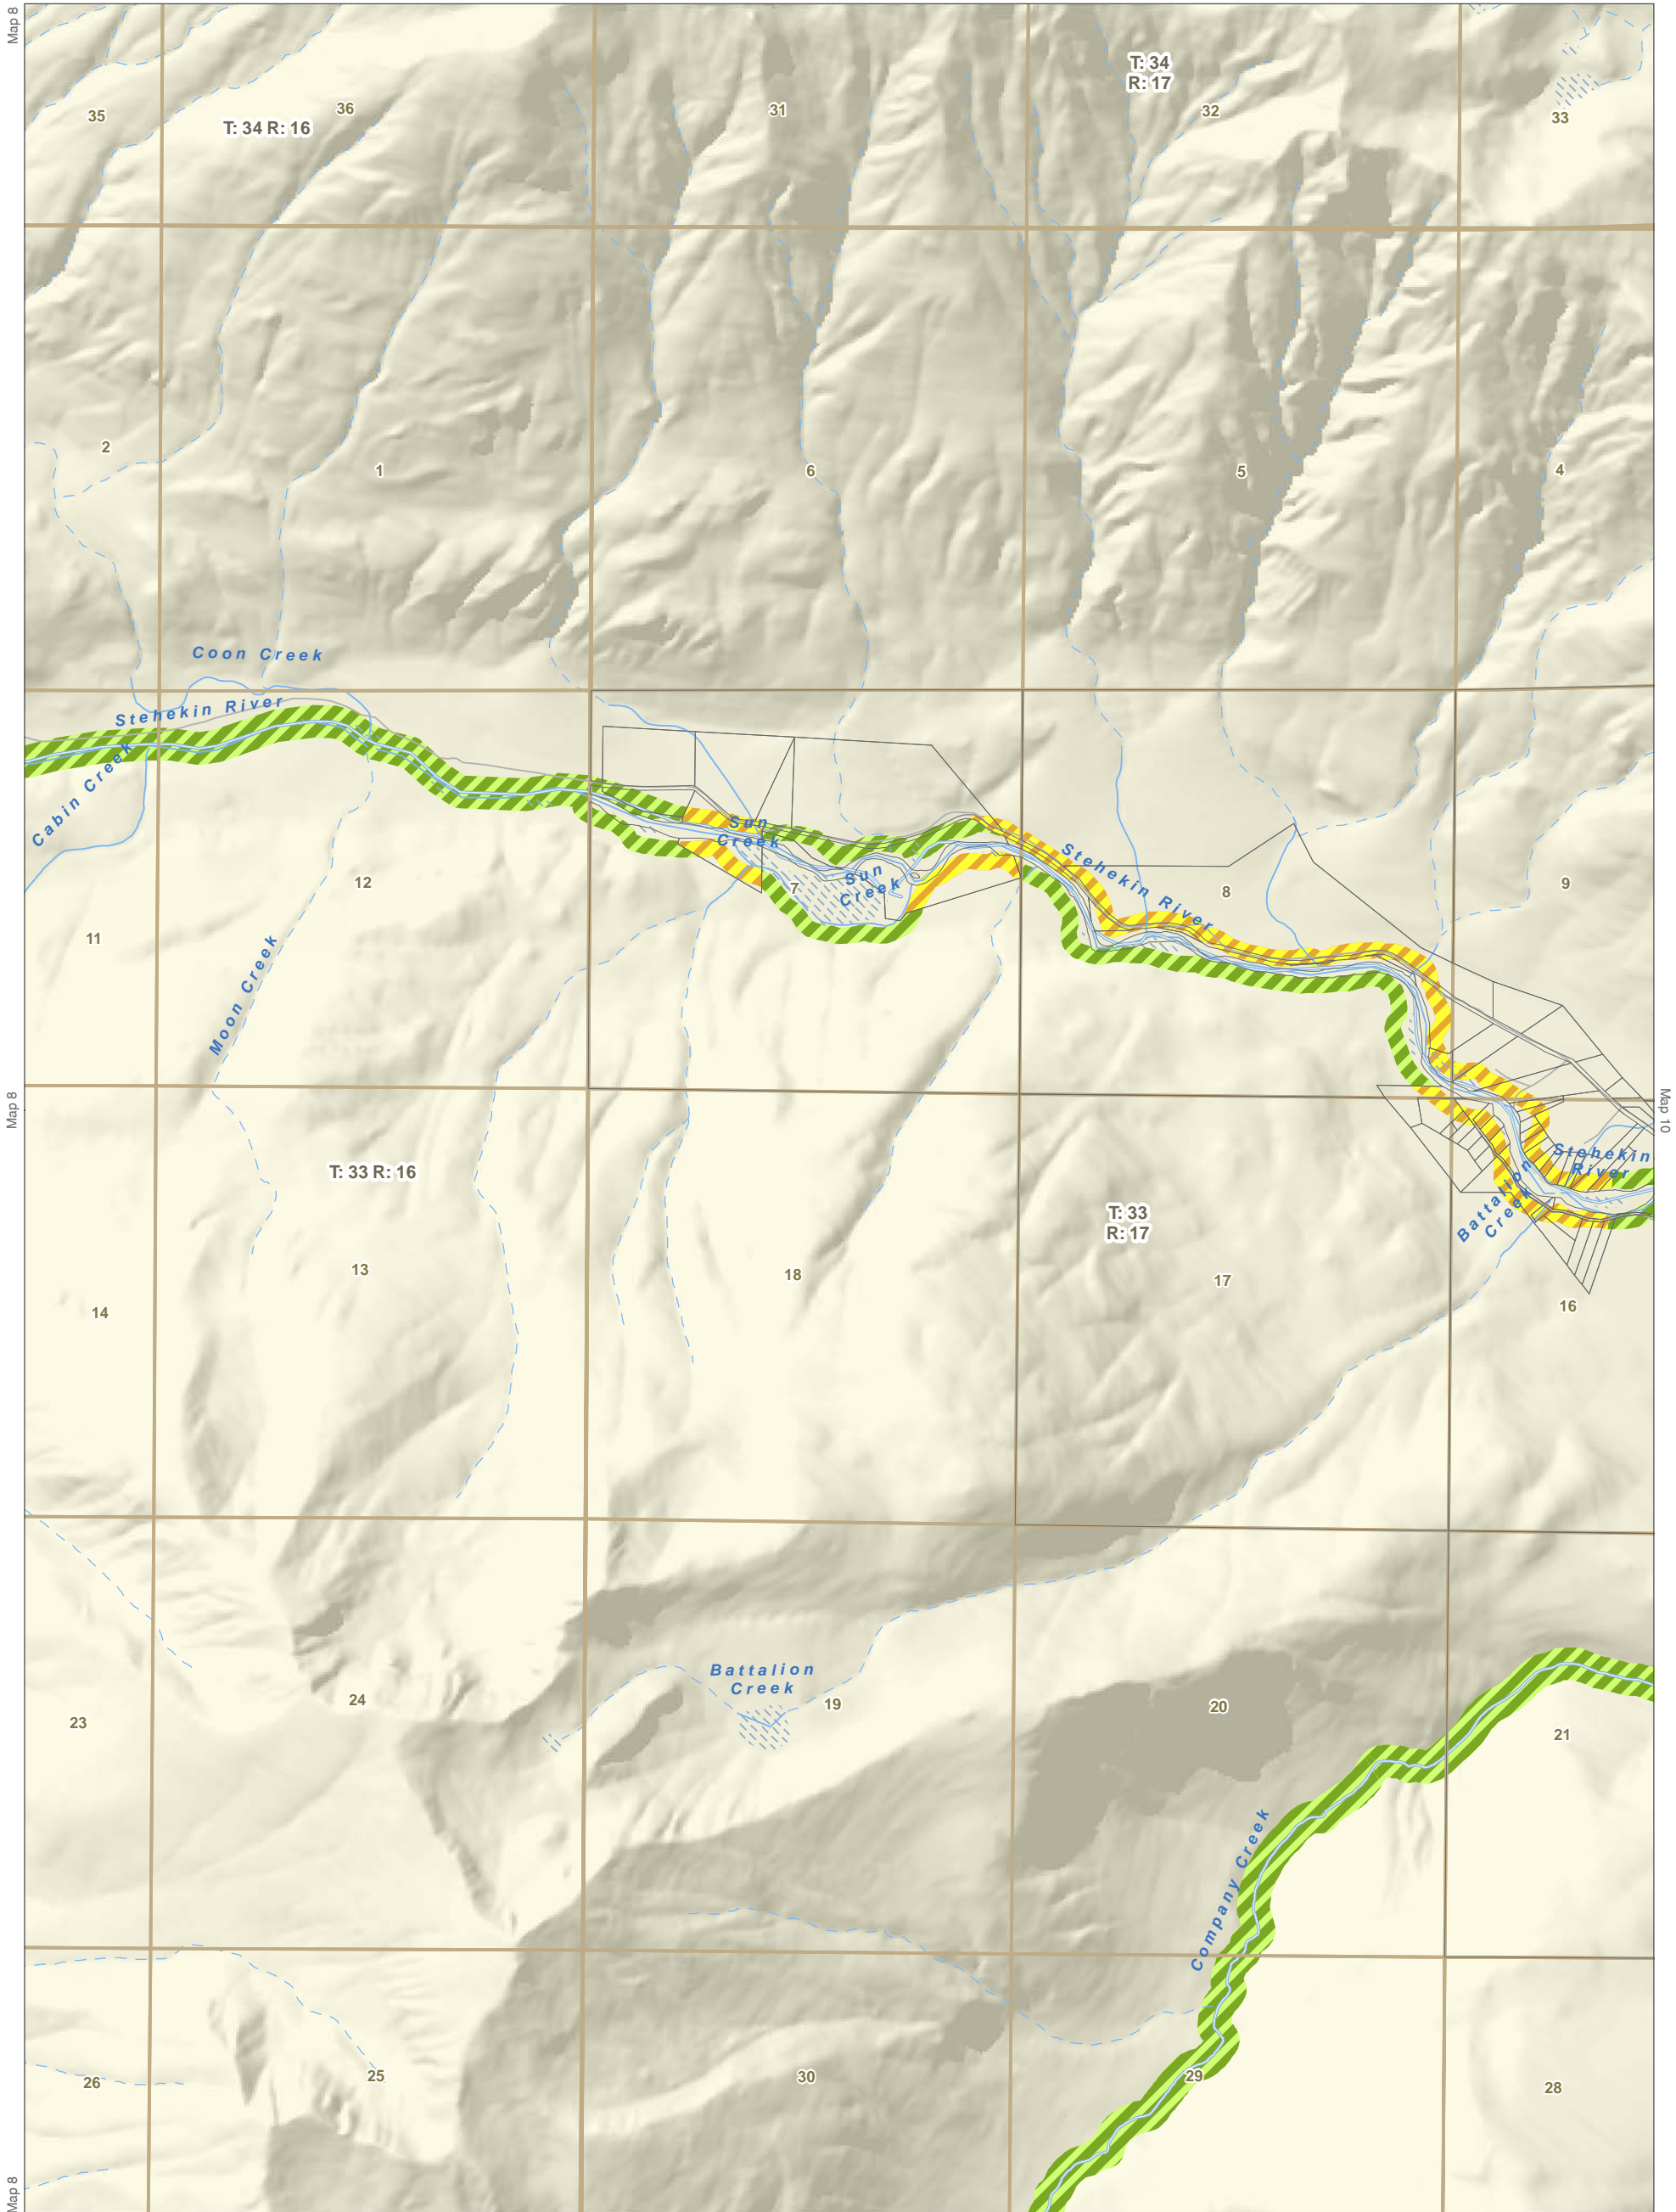 Map 8
35
T: 34 R: 16
36
31
T: 34
R: 17
32
33
2
1
6
5
4
Coon Creek
Stehekin River
Cabin Creek
Sun
Creek
Sun
Creek
Stehekin River
12
7
8
9
11
Moon Creek
Map 8
Map 10
T: 33 R: 16
T: 33
R: 17
Stehekin
River
Battalion
Creek
13
18
17
14
16
Battalion
Creek
24
19
20
23
21
Company Creek
26
25
30
29
28
Map 8